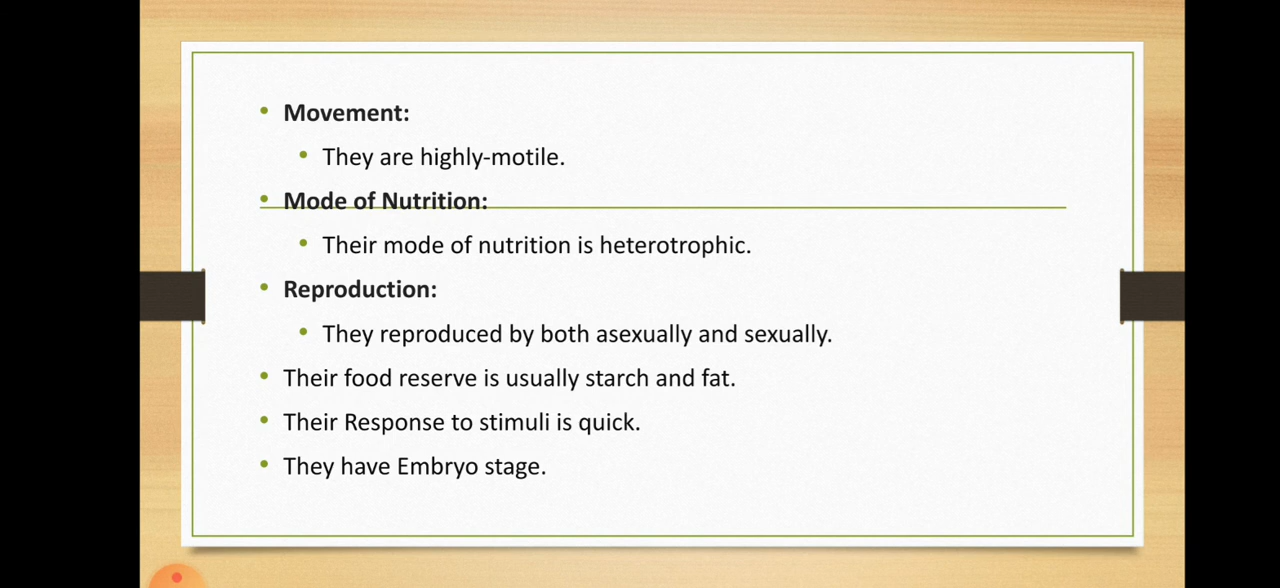 • Movement:
• They are highly-motile.
• Mode of Nutrition:
• Their mode of nutrition is heterotrophic.
• Reproduction:
• They reproduced by both asexually and sexually.
• Their food reserve is usually starch and fat.
• Their Response to stimuli is quick.
• They have Embryo stage.